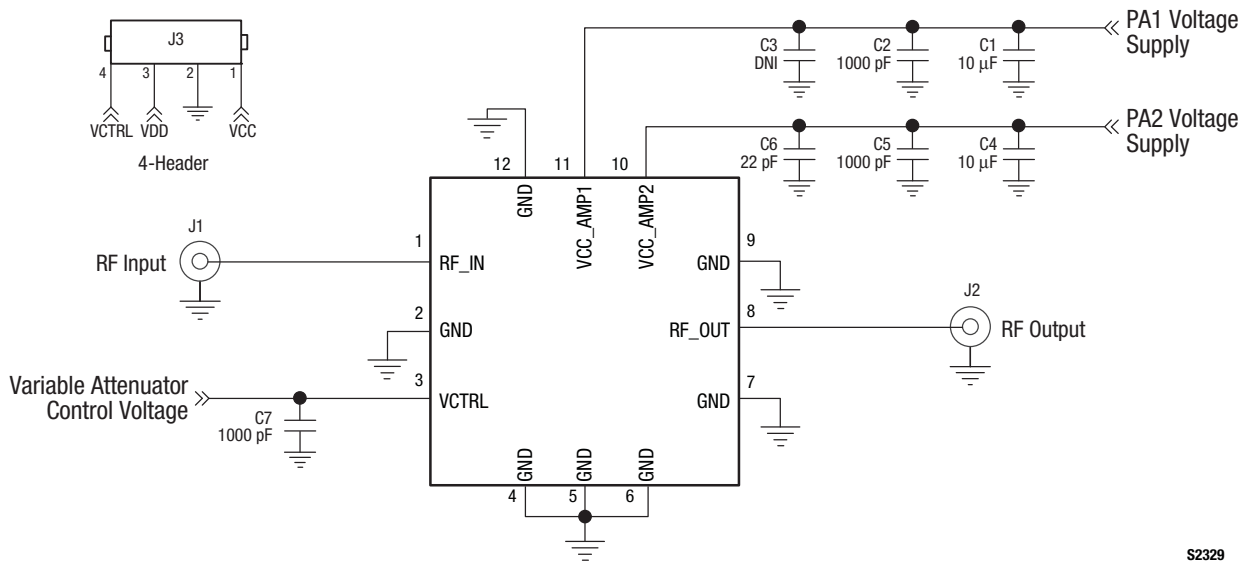 J3
4 3 2 1
VCTRL VDD VCC
4-Header
PA1 Voltage
Supply
C3
DNI
C2
1000 pF
C1
10 μF
PA2 Voltage
Supply
C6
22 pF
C5
1000 pF
C4
10 μF
12 11 10
GND
VCC_AMP1
VCC_AMP2
J1
RF Input
1
RF_IN
9
GND
2
GND
8
RF_OUT
J2
RF Output
Variable Attenuator
Control Voltage
3
VCTRL
7
GND
C7
1000 pF
GND
GND
GND
4 5 6
S2329